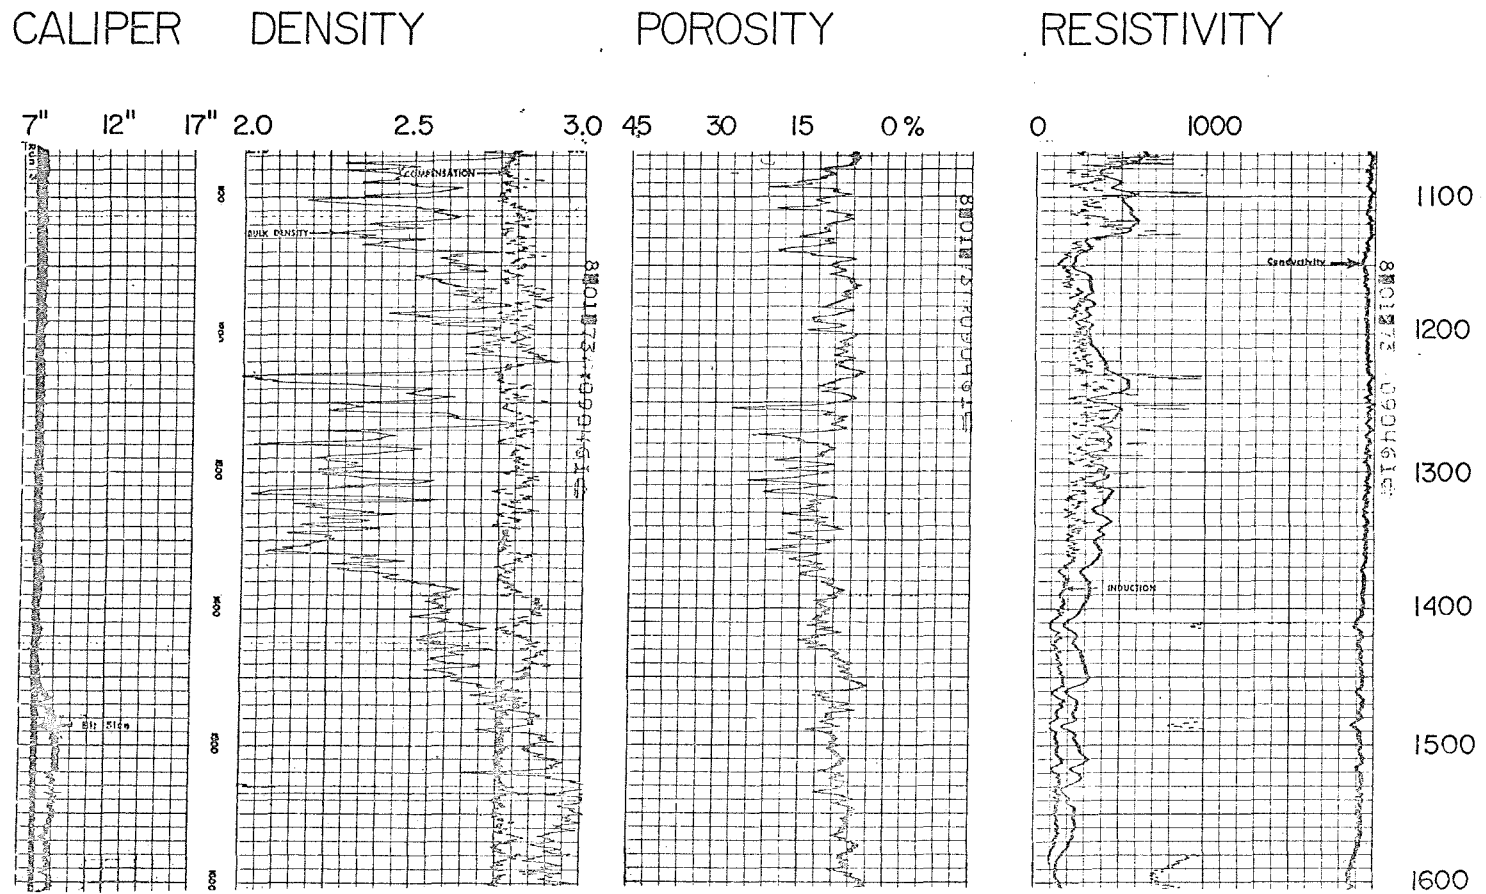 CALIPER DENSITY POROSITY RESISTIVITY
7" 12" 17" 2.0 2.5 3.0 45 30 15 0 % 0 1000
COMPENSATION
1100
BULK DENSITY
Conductivity
1200
1300
INDUCTION
1400
Bit Size
1500
1600